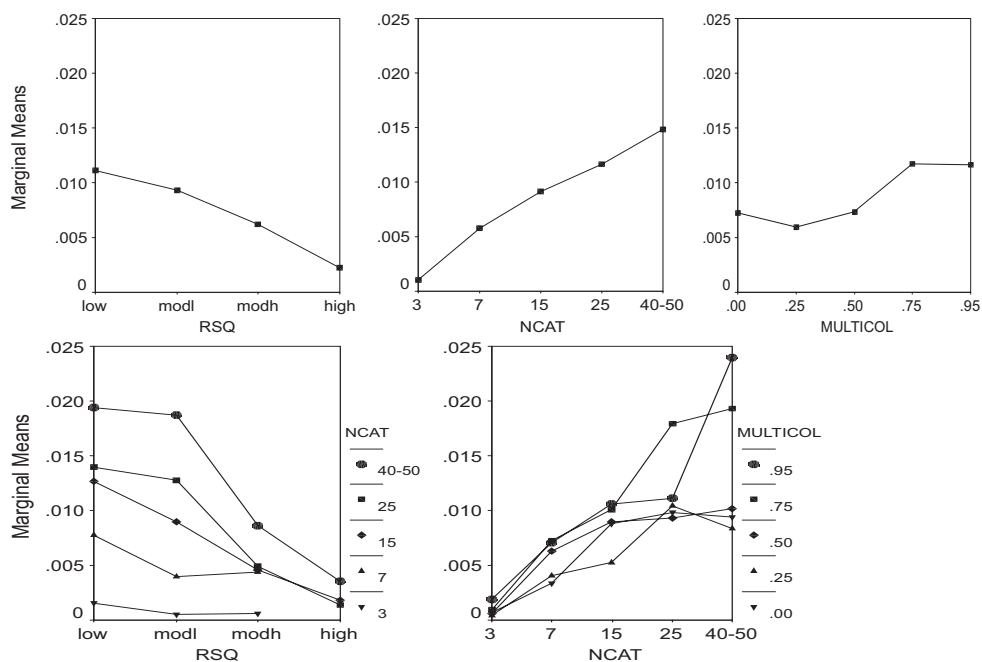 Marginal Means
.025
.020
.015
.010
.005
0
low modl modh high
RSQ
.025
.020
.015
.010
.005
0
3 7 15 25 40-50
NCAT
.025
.020
.015
.010
.005
0
.00 .25 .50 .75 .95
MULTICOL
Marginal Means
.025
.020
.015
.010
.005
0
low modl modh high
RSQ
NCAT
40-50
25
15
7
3
.025
.020
.015
.010
.005
0
3 7 15 25 40-50
NCAT
MULTICOL
.95
.75
.50
.25
.00